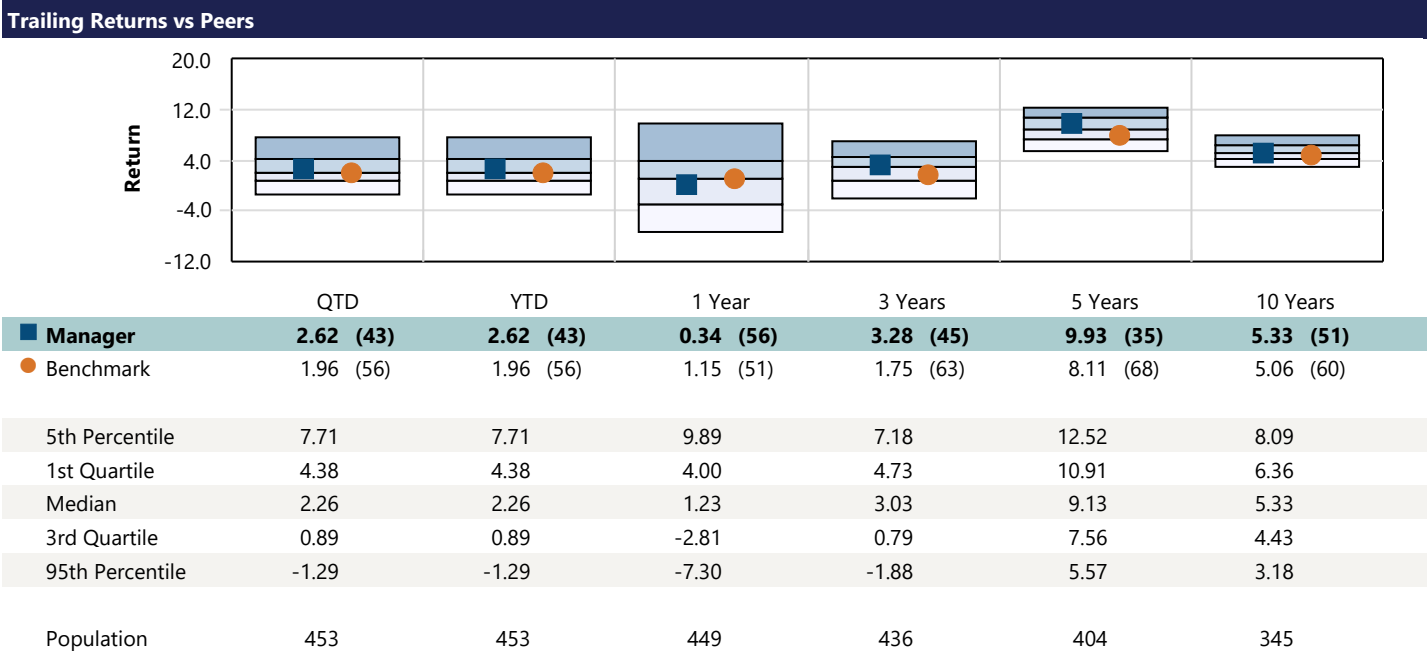 Trailing Returns vs Peers
20.0
12.0
4.0
-4.0
-12.0
Return
QTD YTD 1 Year 3 Years 5 Years 10 Years
Manager 2.62 (43) 2.62 (43) 0.34 (56) 3.28 (45) 9.93 (35) 5.33 (51)
Benchmark 1.96 (56) 1.96 (56) 1.15 (51) 1.75 (63) 8.11 (68) 5.06 (60)
5th Percentile 7.71 7.71 9.89 7.18 12.52 8.09
1st Quartile 4.38 4.38 4.00 4.73 10.91 6.36
Median 2.26 2.26 1.23 3.03 9.13 5.33
3rd Quartile 0.89 0.89 -2.81 0.79 7.56 4.43
95th Percentile -1.29 -1.29 -7.30 -1.88 5.57 3.18
Population 453 453 449 436 404 345